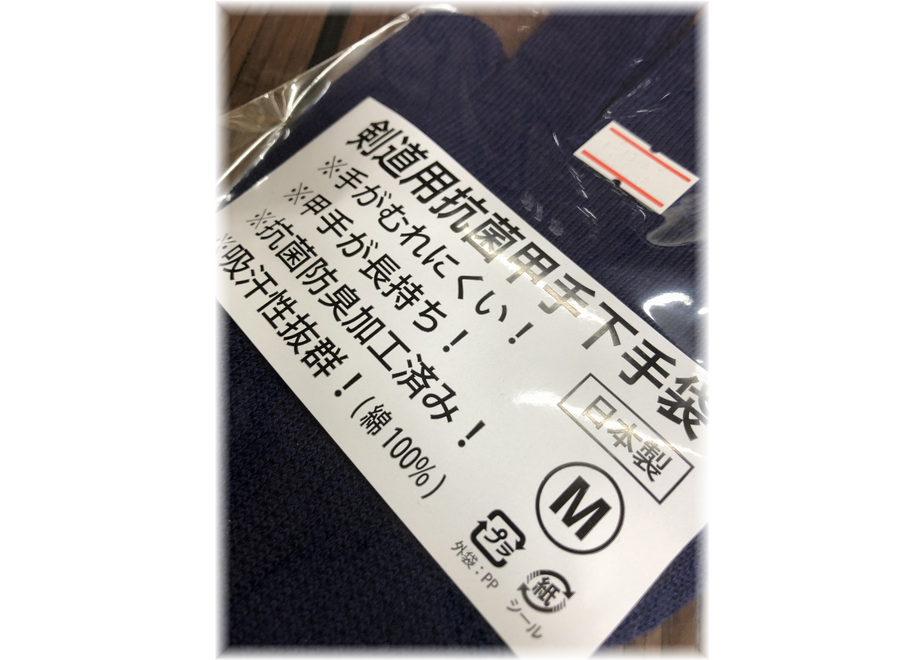 剣道用抗菌甲手下手袋
※手がむれにくい！
※甲手が長持ち！
※抗菌防臭加工済み！
※吸汗性抜群！(綿100%)
日本製
M
プラ
外袋：PP
紙
シール